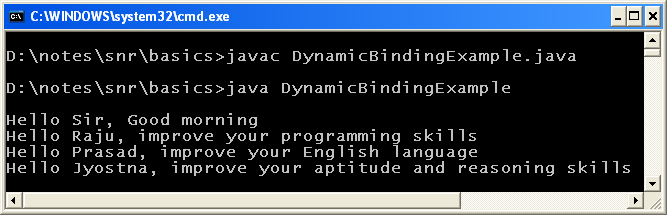 C:\WINDOWS\system32\cmd.exe
D:\notes\snr\basics>javac DynamicBindingExample.java
D:\notes\snr\basics>java DynamicBindingExample
Hello Sir, Good morning
Hello Raju, improve your programming skills
Hello Prasad, improve your English language
Hello Jyostna, improve your aptitude and reasoning skills